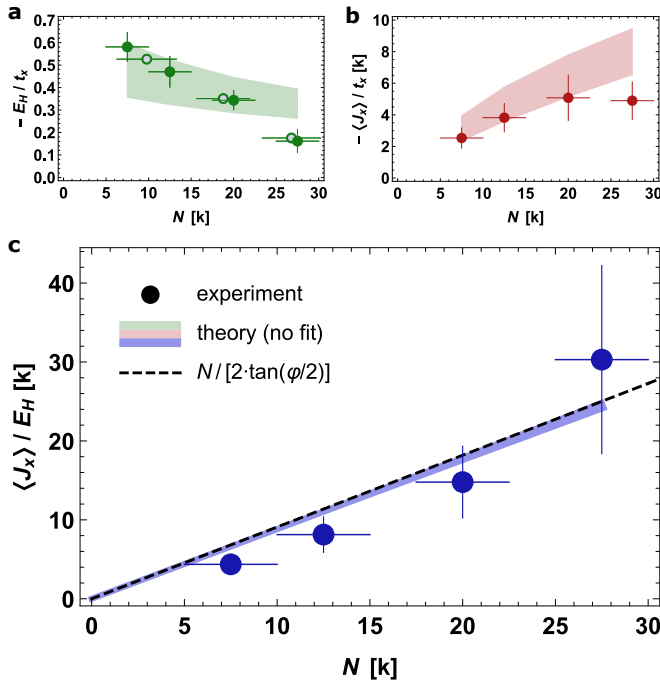 a
b
0.6
0.5
0.4
0.3
0.2
0.1
0.0
− E_H / t_x
0 5 10 15 20 25 30
N [k]
10
8
6
4
2
0
− ⟨J_x⟩ / t_x [k]
0 5 10 15 20 25 30
N [k]
c
40
30
20
10
0
⟨J_x⟩ / E_H [k]
experiment
theory (no fit)
N / [2·tan(φ/2)]
0 5 10 15 20 25 30
N [k]